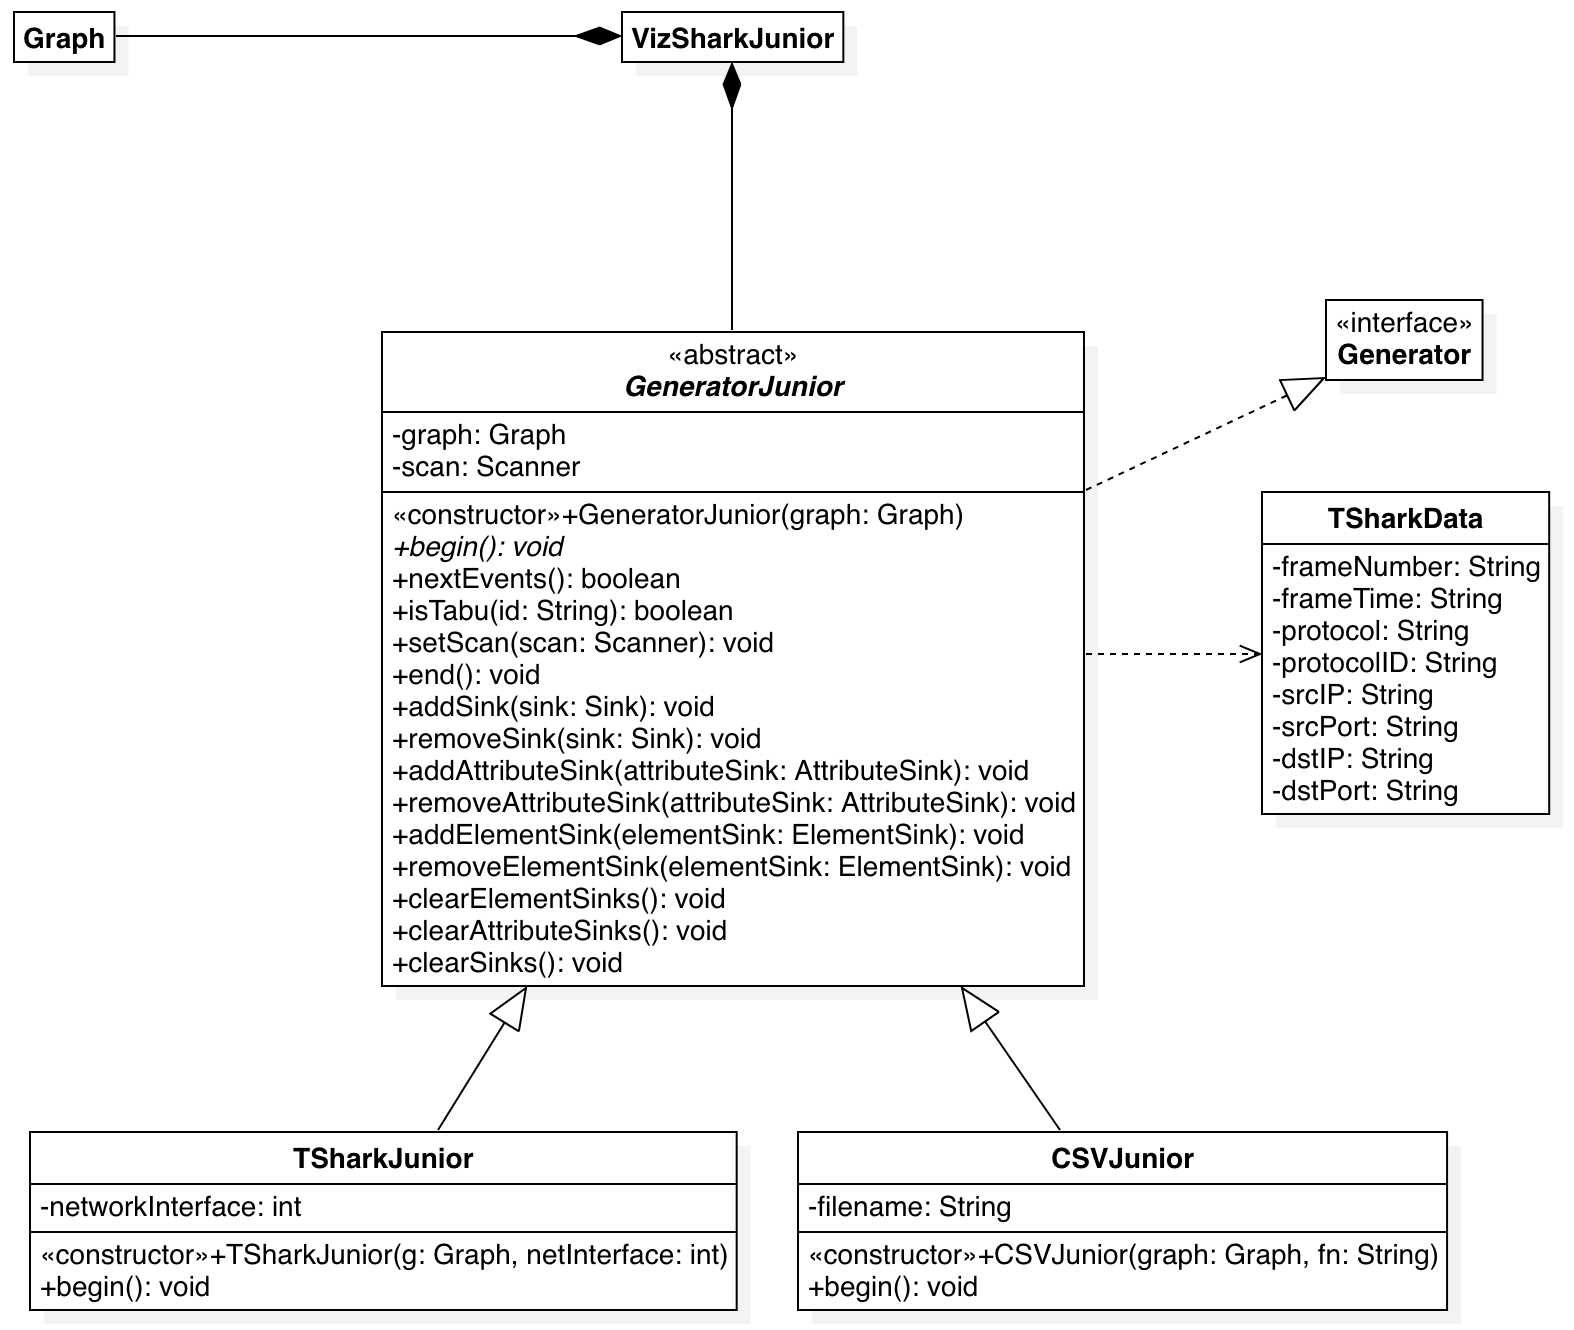 Graph
VizSharkJunior
«interface»
Generator
«abstract»
GeneratorJunior
-graph: Graph
-scan: Scanner
«constructor»+GeneratorJunior(graph: Graph)
+begin(): void
+nextEvents(): boolean
+isTabu(id: String): boolean
+setScan(scan: Scanner): void
+end(): void
+addSink(sink: Sink): void
+removeSink(sink: Sink): void
+addAttributeSink(attributeSink: AttributeSink): void
+removeAttributeSink(attributeSink: AttributeSink): void
+addElementSink(elementSink: ElementSink): void
+removeElementSink(elementSink: ElementSink): void
+clearElementSinks(): void
+clearAttributeSinks(): void
+clearSinks(): void
TSharkData
-frameNumber: String
-frameTime: String
-protocol: String
-protocolID: String
-srcIP: String
-srcPort: String
-dstIP: String
-dstPort: String
TSharkJunior
-networkInterface: int
«constructor»+TSharkJunior(g: Graph, netInterface: int)
+begin(): void
CSVJunior
-filename: String
«constructor»+CSVJunior(graph: Graph, fn: String)
+begin(): void